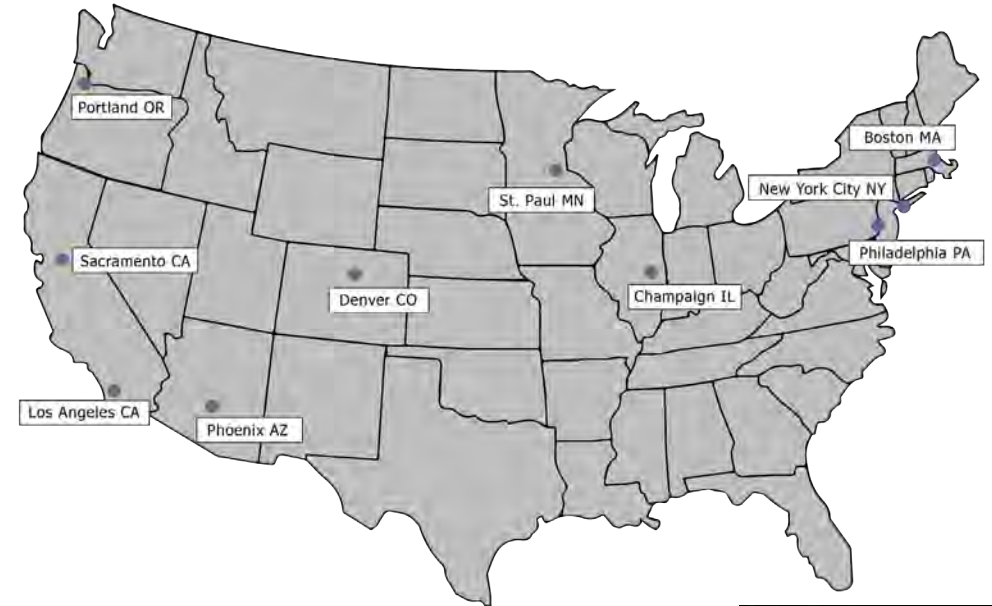 Portland OR
Boston MA
New York City NY
St. Paul MN
Philadelphia PA
Sacramento CA
Denver CO
Champaign IL
Los Angeles CA
Phoenix AZ